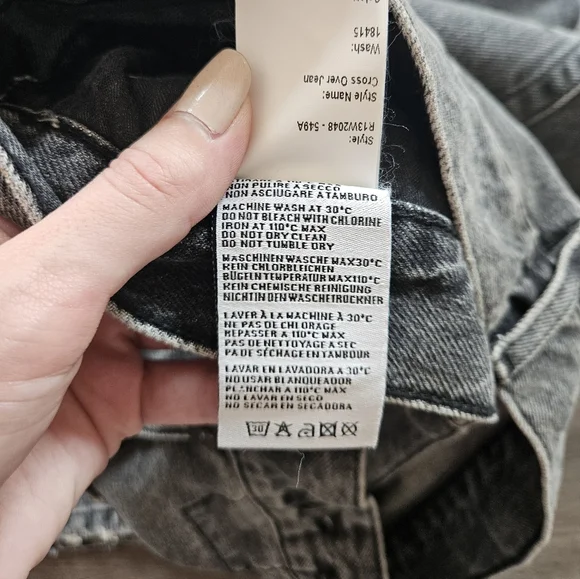 Style:
R13W2048 - 549A
Style Name:
Cross Over Jean
Wash:
18415
NON PULIRE A SECCO
NON ASCIUGARE A TAMBURO
MACHINE WASH AT 30°C
DO NOT BLEACH WITH CHLORINE
IRON AT 110°C MAX
DO NOT DRY CLEAN
DO NOT TUMBLE DRY
MASCHINEN WASCHE MAX30°C
KEIN CHLORBLEICHEN
BÜGELN TEMPERATUR MAX110°C
KEIN CHEMISCHE REINIGUNG
NICHT IN DEN WASCHETROCKNER
LAVER À LA MACHINE À 30°C
NE PAS DE CHLORAGE
REPASSER A 110°C MAX
PAS DE NETTOYAGE A SEC
PA DE SÉCHAGE EN TAMBOUR
LAVAR EN LAVADORA A 30°C
NO USAR BLANQUEADOR
PLANCHAR A 110°C MAX
NO LAVAR EN SECO
NO SECAR EN SECADORA
30